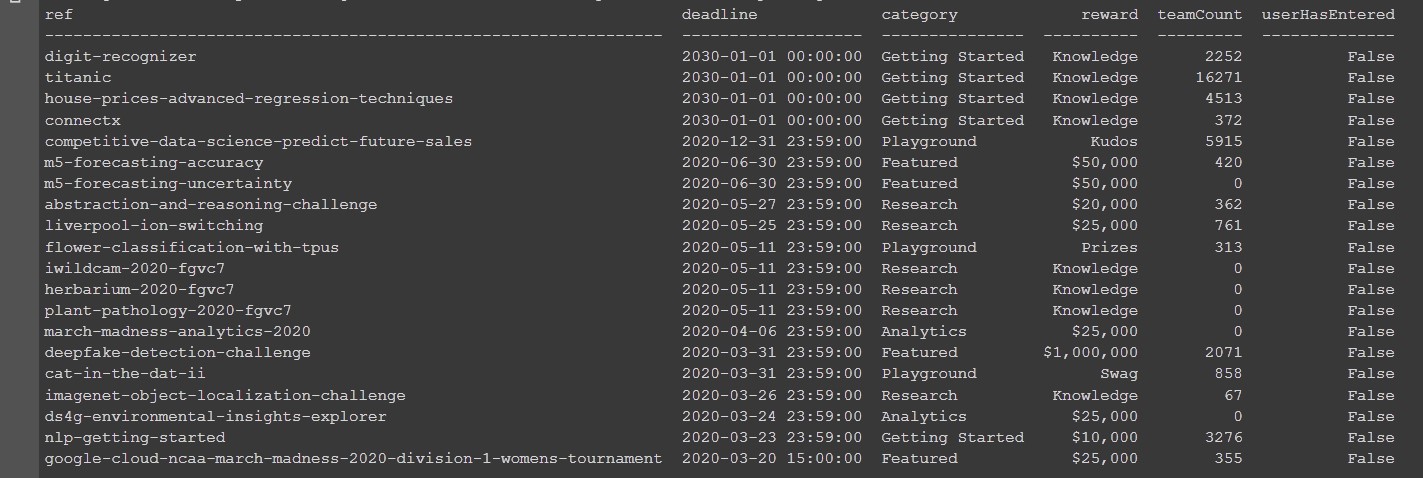 ref deadline category reward teamCount userHasEntered
----------------------------------------------------------------- ------------------- --------------- ---------- --------- --------------
digit-recognizer 2030-01-01 00:00:00 Getting Started Knowledge 2252 False
titanic 2030-01-01 00:00:00 Getting Started Knowledge 16271 False
house-prices-advanced-regression-techniques 2030-01-01 00:00:00 Getting Started Knowledge 4513 False
connectx 2030-01-01 00:00:00 Getting Started Knowledge 372 False
competitive-data-science-predict-future-sales 2020-12-31 23:59:00 Playground Kudos 5915 False
m5-forecasting-accuracy 2020-06-30 23:59:00 Featured $50,000 420 False
m5-forecasting-uncertainty 2020-06-30 23:59:00 Featured $50,000 0 False
abstraction-and-reasoning-challenge 2020-05-27 23:59:00 Research $20,000 362 False
liverpool-ion-switching 2020-05-25 23:59:00 Research $25,000 761 False
flower-classification-with-tpus 2020-05-11 23:59:00 Playground Prizes 313 False
iwildcam-2020-fgvc7 2020-05-11 23:59:00 Research Knowledge 0 False
herbarium-2020-fgvc7 2020-05-11 23:59:00 Research Knowledge 0 False
plant-pathology-2020-fgvc7 2020-05-11 23:59:00 Research Knowledge 0 False
march-madness-analytics-2020 2020-04-06 23:59:00 Analytics $25,000 0 False
deepfake-detection-challenge 2020-03-31 23:59:00 Featured $1,000,000 2071 False
cat-in-the-dat-ii 2020-03-31 23:59:00 Playground Swag 858 False
imagenet-object-localization-challenge 2020-03-26 23:59:00 Research Knowledge 67 False
ds4g-environmental-insights-explorer 2020-03-24 23:59:00 Analytics $25,000 0 False
nlp-getting-started 2020-03-23 23:59:00 Getting Started $10,000 3276 False
google-cloud-ncaa-march-madness-2020-division-1-womens-tournament 2020-03-20 15:00:00 Featured $25,000 355 False